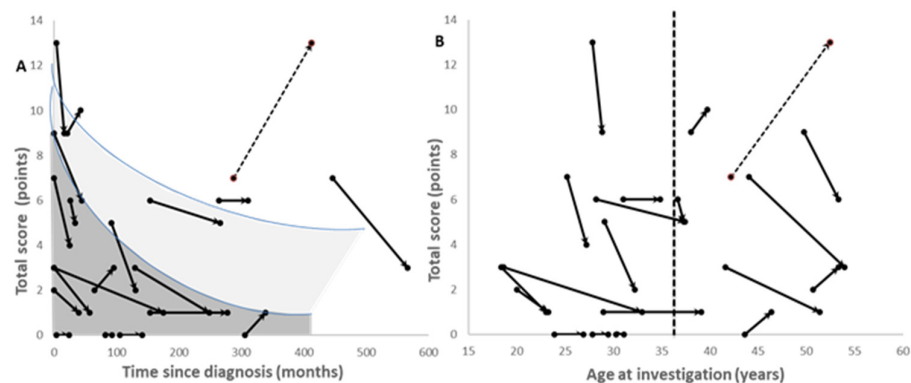 A
Total score (points)
14
12
10
8
6
4
2
0
0 100 200 300 400 500 600
Time since diagnosis (months)
B
Total score (points)
14
12
10
8
6
4
2
0
15 20 25 30 35 40 45 50 55 60
Age at investigation (years)